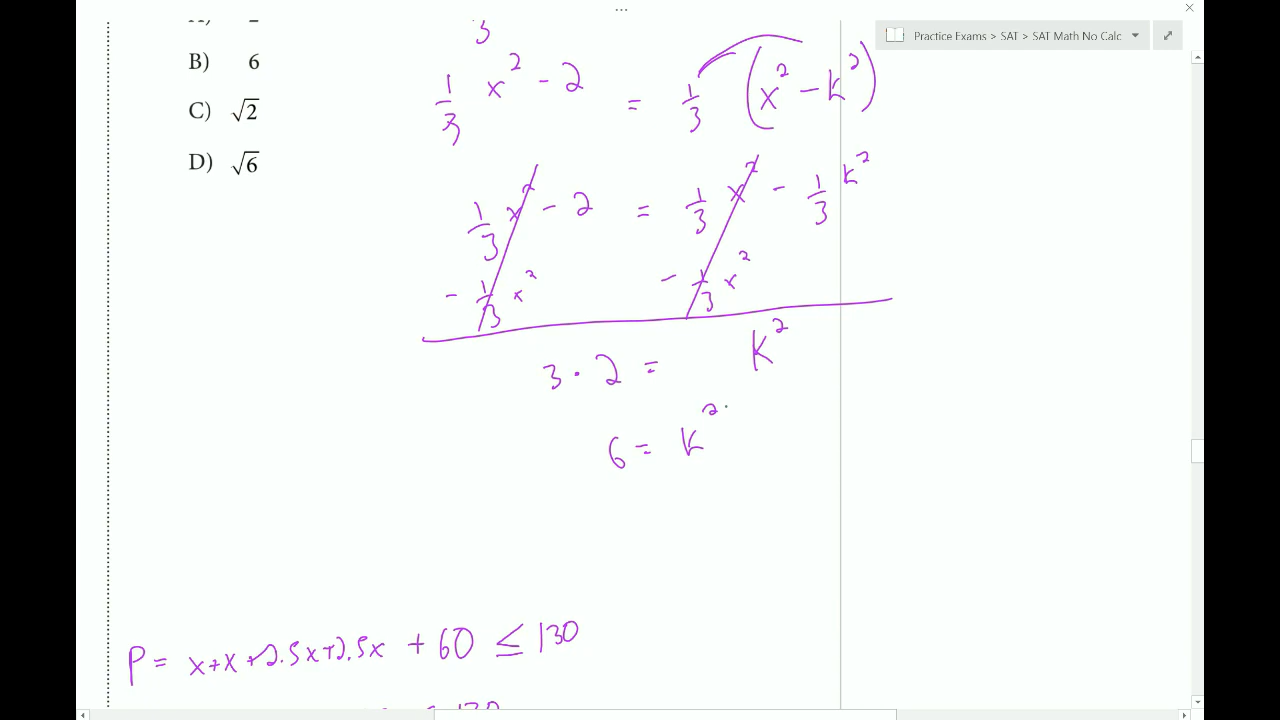 Practice Exams > SAT > SAT Math No Calc
B) 6
C) √2
D) √6
3
1/3 x² - 2 = 1/3 (x² - k²)
1/3 x² - 2 = 1/3 x² - 1/3 k²
- 1/3 x² - 1/3 x²
3 · 2 = k²
6 = k²
P = x+x+2.5x+2.5x + 60 ≤ 130